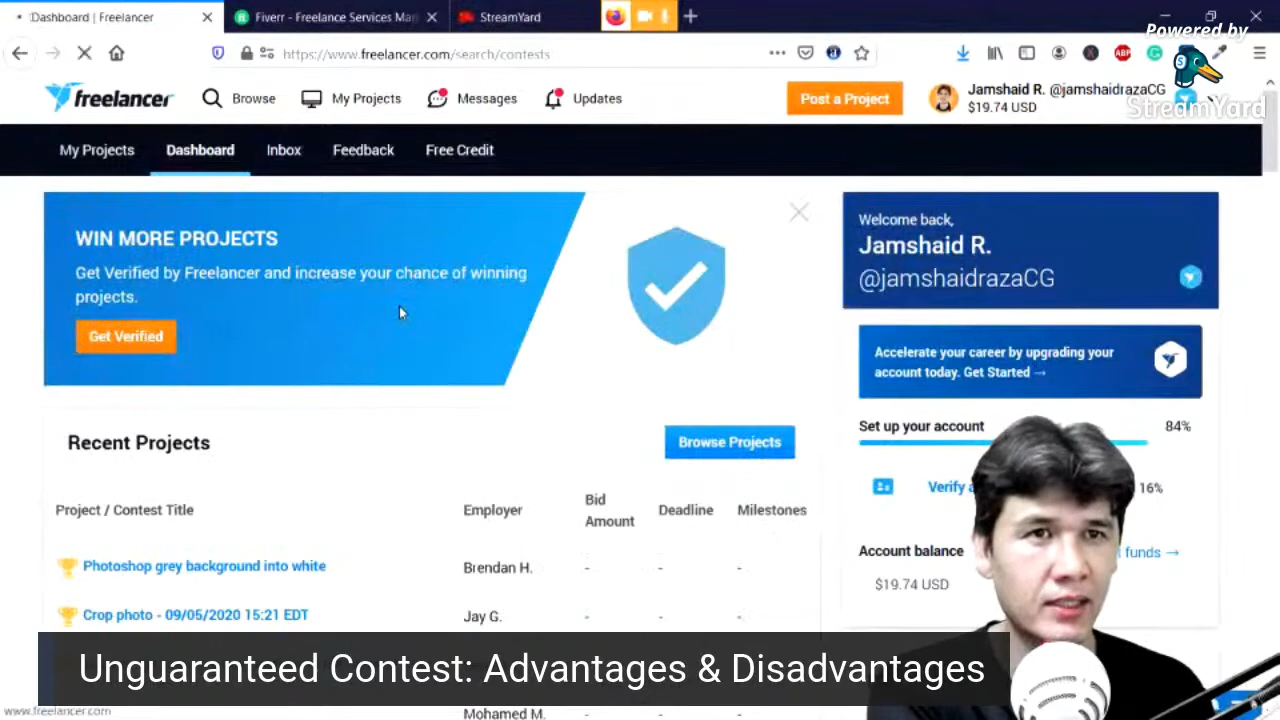 Dashboard | Freelancer
Fiverr - Freelance Services Mar
StreamYard
https://www.freelancer.com/search/contests
ABP
Powered by
StreamYard
freelancer
Browse
My Projects
Messages
Updates
Post a Project
Jamshaid R. @jamshaidrazaCG
$19.74 USD
My Projects
Dashboard
Inbox
Feedback
Free Credit
WIN MORE PROJECTS
Get Verified by Freelancer and increase your chance of winning
projects.
Get Verified
Welcome back,
Jamshaid R.
@jamshaidrazaCG
Accelerate your career by upgrading your
account today. Get Started →
Set up your account
84%
Verify
16%
Account balance
funds →
$19.74 USD
Recent Projects
Browse Projects
Project / Contest Title
Employer
Bid
Amount
Deadline
Milestones
Photoshop grey background into white
Brendan H.
-
-
-
Crop photo - 09/05/2020 15:21 EDT
Jay G.
-
-
-
Unguaranteed Contest: Advantages & Disadvantages
Mohamed M.
www.freelancer.com